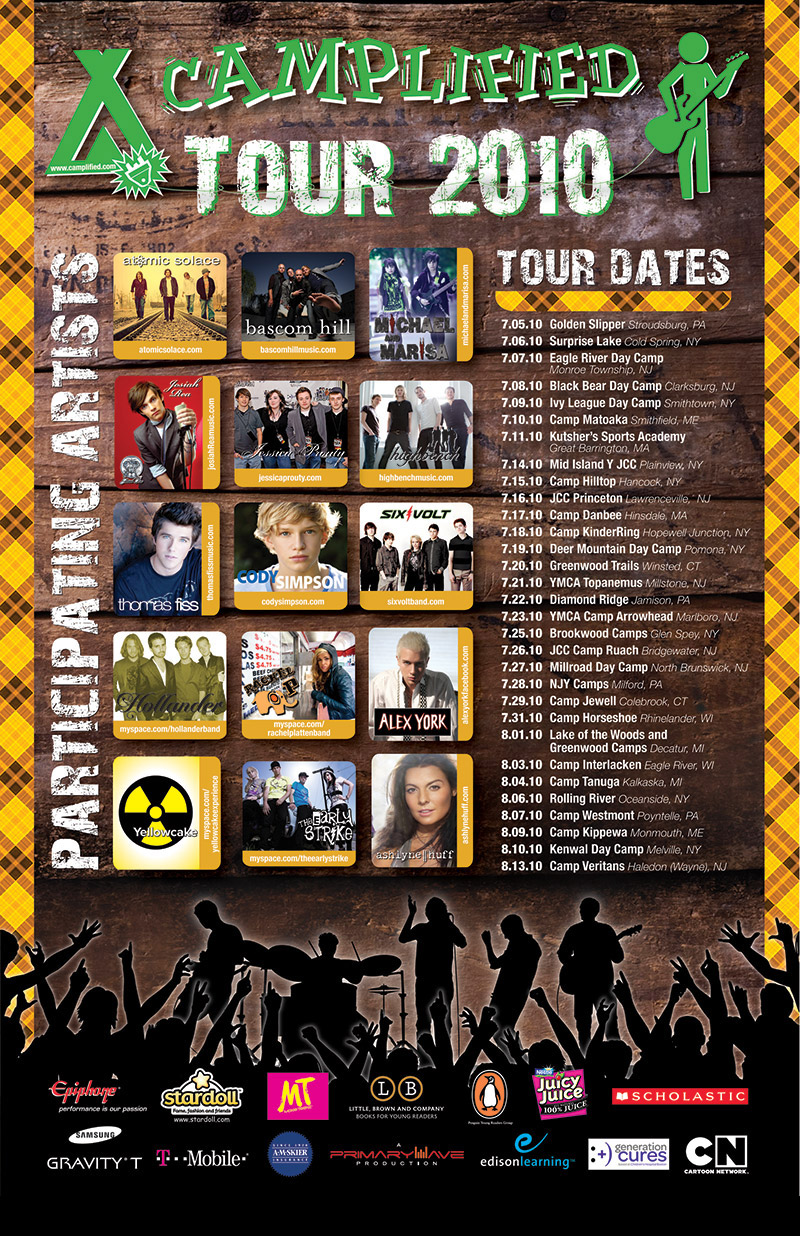 CAMPLIFIED
www.camplified.com
TOUR 2010
PARTICIPATING ARTISTS
atomic solace
atomicsolace.com
bascom hill
bascomhillmusic.com
MICHAEL
AND
MARISA
michaelandmarisa.com
Josiah
Rea
josiahReamusic.com
Jessica Prouty
jessicaprouty.com
highbench
highbenchmusic.com
thomas fiss
thomasfissmusic.com
CODY SIMPSON
codysimpson.com
SIX VOLT
sixvoltband.com
Hollander
myspace.com/hollanderband
myspace.com/
rachelplattenband
ALEX YORK
alexyorkfacebook.com
Yellowcake
myspace.com/
yellowcakeexperience
THE EARLY
STRIKE
myspace.com/theearlystrike
ashlyne huff
ashlynehuff.com
TOUR DATES
7.05.10 Golden Slipper Stroudsburg, PA
7.06.10 Surprise Lake Cold Spring, NY
7.07.10 Eagle River Day Camp
Monroe Township, NJ
7.08.10 Black Bear Day Camp Clarksburg, NJ
7.09.10 Ivy League Day Camp Smithtown, NY
7.10.10 Camp Matoaka Smithfield, ME
7.11.10 Kutsher's Sports Academy
Great Barrington, MA
7.14.10 Mid Island Y JCC Plainview, NY
7.15.10 Camp Hilltop Hancock, NY
7.16.10 JCC Princeton Lawrenceville, NJ
7.17.10 Camp Danbee Hinsdale, MA
7.18.10 Camp KinderRing Hopewell Junction, NY
7.19.10 Deer Mountain Day Camp Pomona, NY
7.20.10 Greenwood Trails Winsted, CT
7.21.10 YMCA Topanemus Millstone, NJ
7.22.10 Diamond Ridge Jamison, PA
7.23.10 YMCA Camp Arrowhead Marlboro, NJ
7.25.10 Brookwood Camps Glen Spey, NY
7.26.10 JCC Camp Ruach Bridgewater, NJ
7.27.10 Millroad Day Camp North Brunswick, NJ
7.28.10 NJY Camps Milford, PA
7.29.10 Camp Jewell Colebrook, CT
7.31.10 Camp Horseshoe Rhinelander, WI
8.01.10 Lake of the Woods and
Greenwood Camps Decatur, MI
8.03.10 Camp Interlacken Eagle River, WI
8.04.10 Camp Tanuga Kalkaska, MI
8.06.10 Rolling River Oceanside, NY
8.07.10 Camp Westmont Poyntelle, PA
8.09.10 Camp Kippewa Monmouth, ME
8.10.10 Kenwal Day Camp Melville, NY
8.13.10 Camp Veritans Haledon (Wayne), NJ
Epiphone
performance is our passion
stardoll
Fame, fashion and friends
www.stardoll.com
MT
L B
LITTLE, BROWN AND COMPANY
BOOKS FOR YOUNG READERS
Penguin Young Readers Group
Nestlé
Juicy
Juice
100% JUICE
SCHOLASTIC
SAMSUNG
GRAVITY T
T Mobile
SINCE 1920
A·M·SKIER
INSURANCE
A
PRIMARY WAVE
PRODUCTION
edisonlearning
:+) generation
cures
CN
CARTOON NETWORK